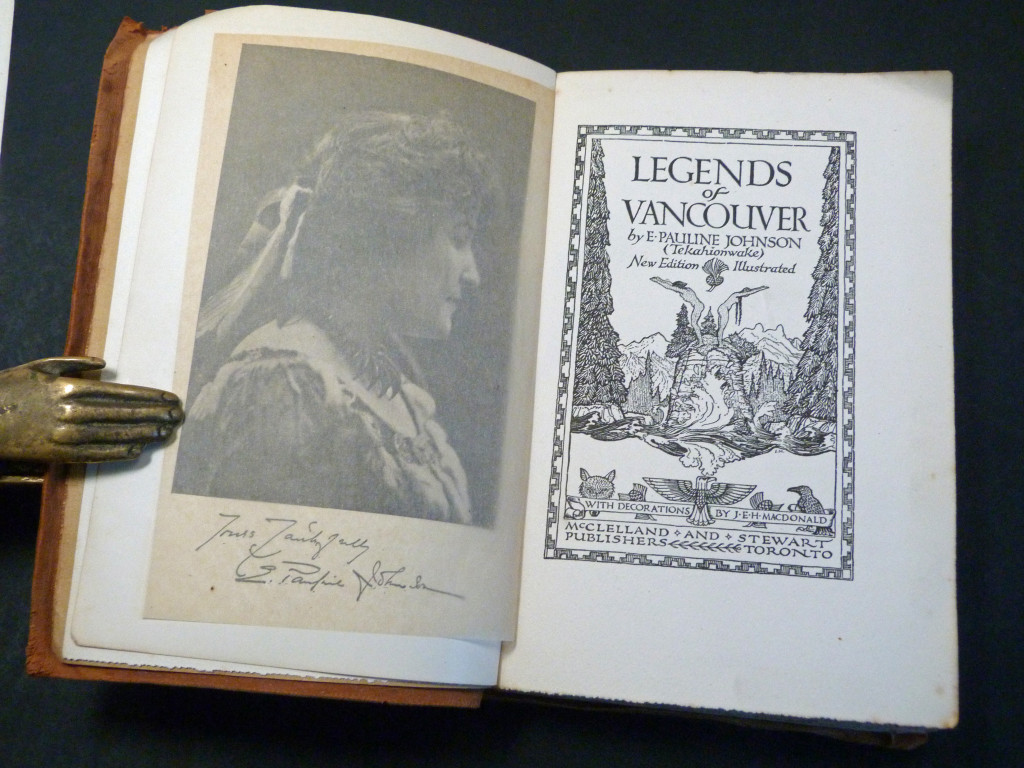 Yours Faithfully
E. Pauline Johnson
LEGENDS
of
VANCOUVER
by E·PAULINE JOHNSON
(Tekahionwake)
New Edition Illustrated
WITH DECORATIONS BY J·E·H·MACDONALD
MCCLELLAND · AND · STEWART
PUBLISHERS TORONTO